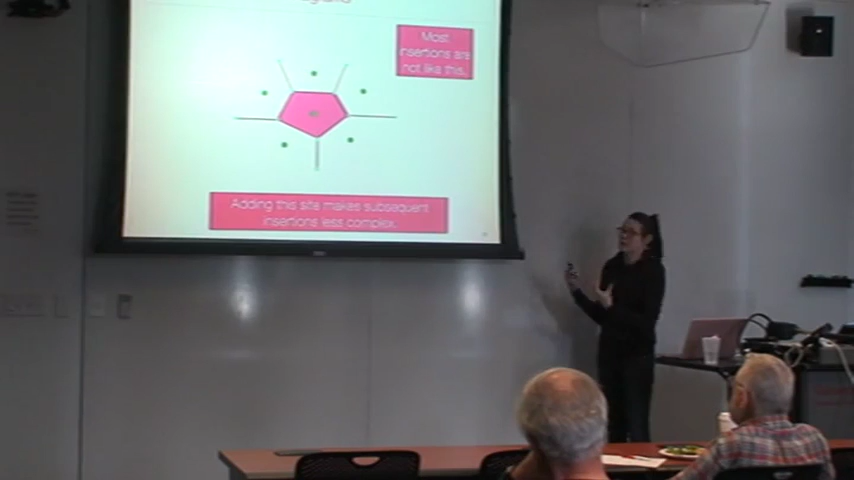 Most
insertions are
not like this.
Adding this site makes subsequent
insertions less complex.